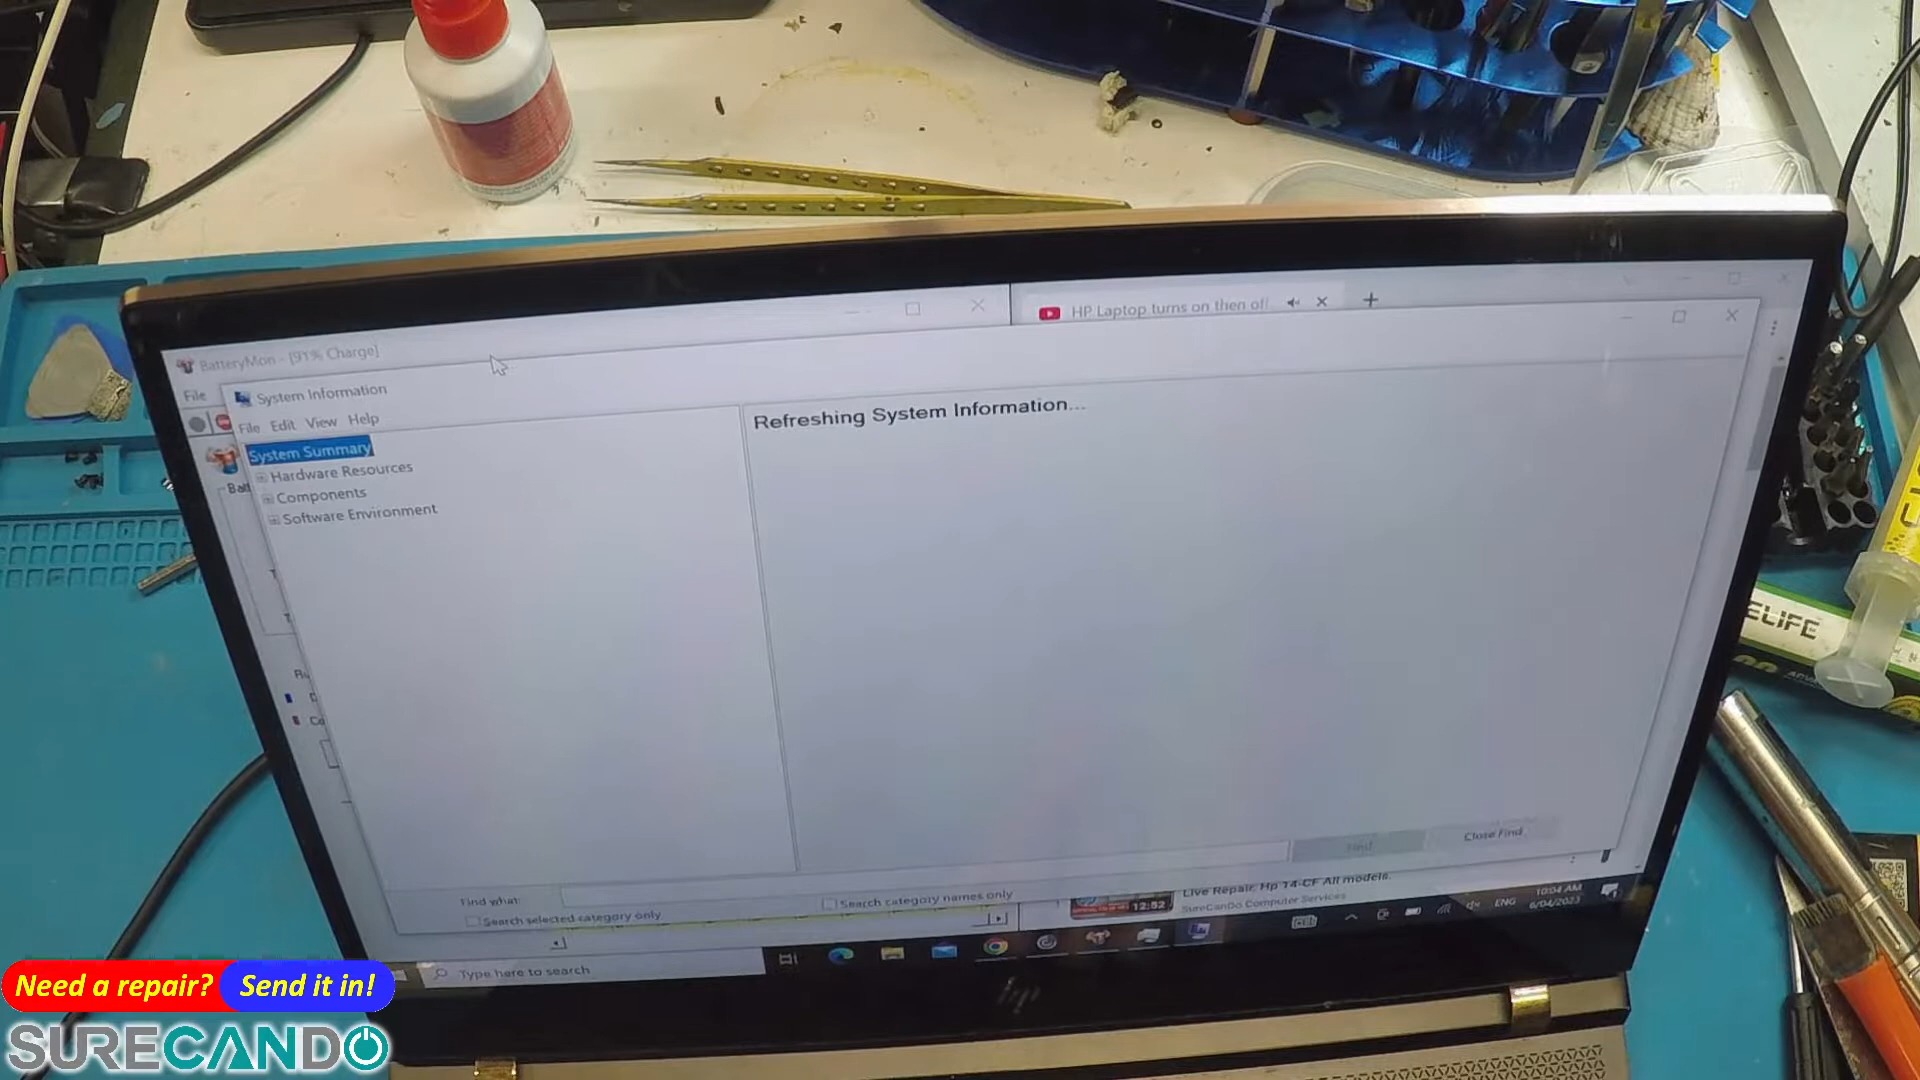 HP Laptop turns on then of
BatteryMon - [91% Charge]
File
System Information
File Edit View Help
System Summary
Hardware Resources
Components
Software Environment
Refreshing System Information...
Find
Close Find
Find what:
Search category names only
Search selected category only
12:52
Live Repair. Hp 14-CF All models.
SureCanDo Computer Services
Type here to search
ENG
10:04 AM
6/04/2023
hp
ELIFE
Need a repair? Send it in!
SURECANDO